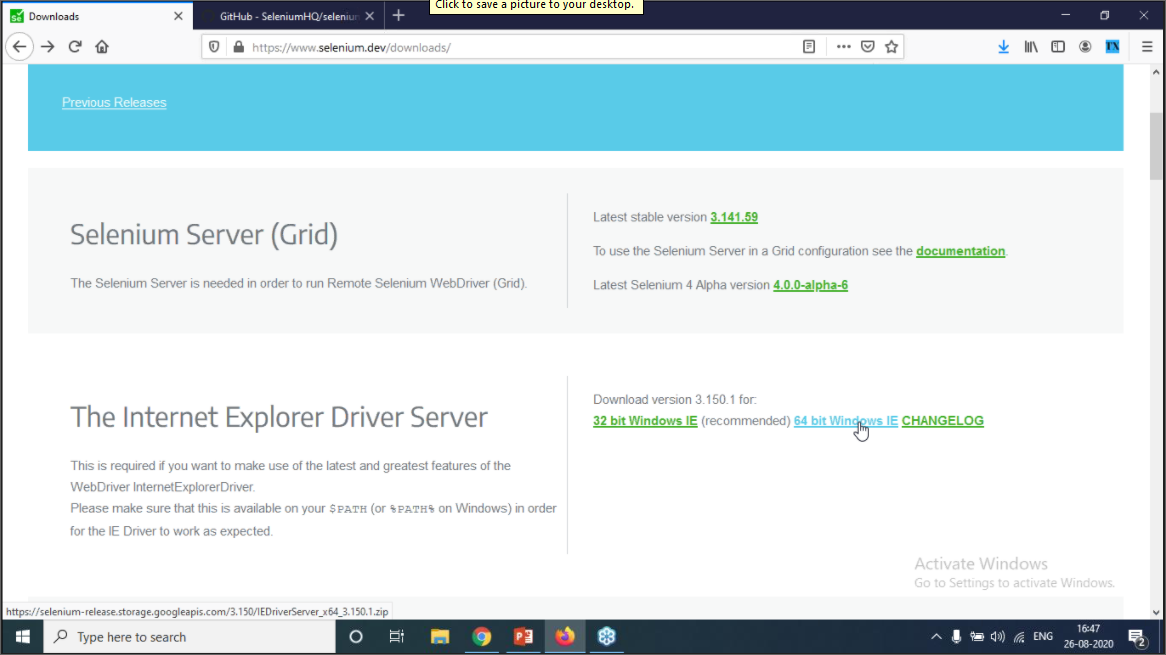 Click to save a picture to your desktop.
Downloads
GitHub - SeleniumHQ/selenium
https://www.selenium.dev/downloads/
Previous Releases
Selenium Server (Grid)
The Selenium Server is needed in order to run Remote Selenium WebDriver (Grid).
Latest stable version 3.141.59
To use the Selenium Server in a Grid configuration see the documentation.
Latest Selenium 4 Alpha version 4.0.0-alpha-6
The Internet Explorer Driver Server
This is required if you want to make use of the latest and greatest features of the
WebDriver InternetExplorerDriver.
Please make sure that this is available on your $PATH (or %PATH% on Windows) in order
for the IE Driver to work as expected.
Download version 3.150.1 for:
32 bit Windows IE (recommended) 64 bit Windows IE CHANGELOG
Activate Windows
Go to Settings to activate Windows.
https://selenium-release.storage.googleapis.com/3.150/IEDriverServer_x64_3.150.1.zip
Type here to search
ENG
16:47
26-08-2020
2